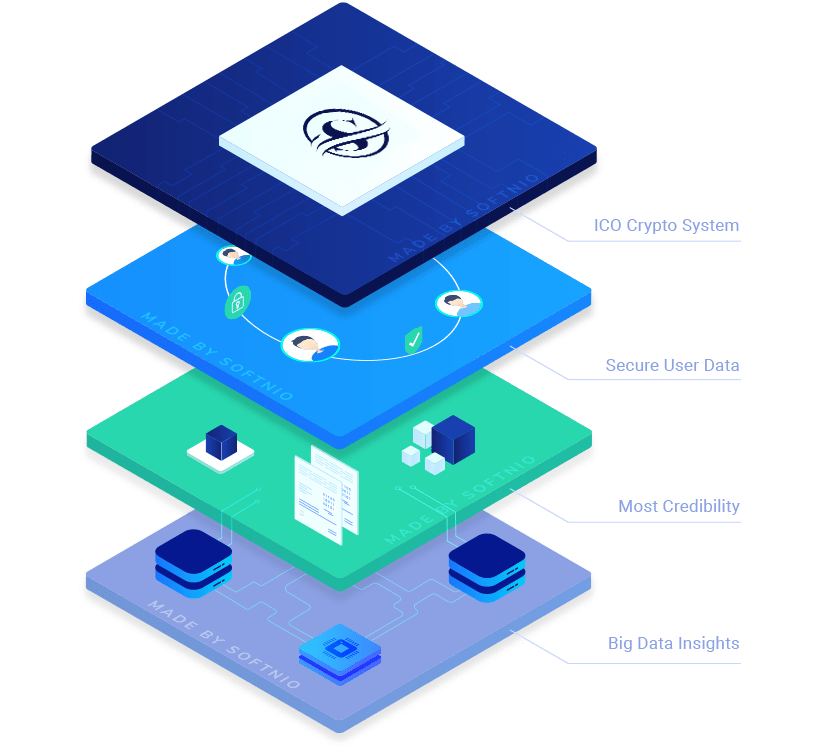 MADE BY SOFTNIO
ICO Crypto System
MADE BY SOFTNIO
Secure User Data
MADE BY SOFTNIO
Most Credibility
MADE BY SOFTNIO
Big Data Insights